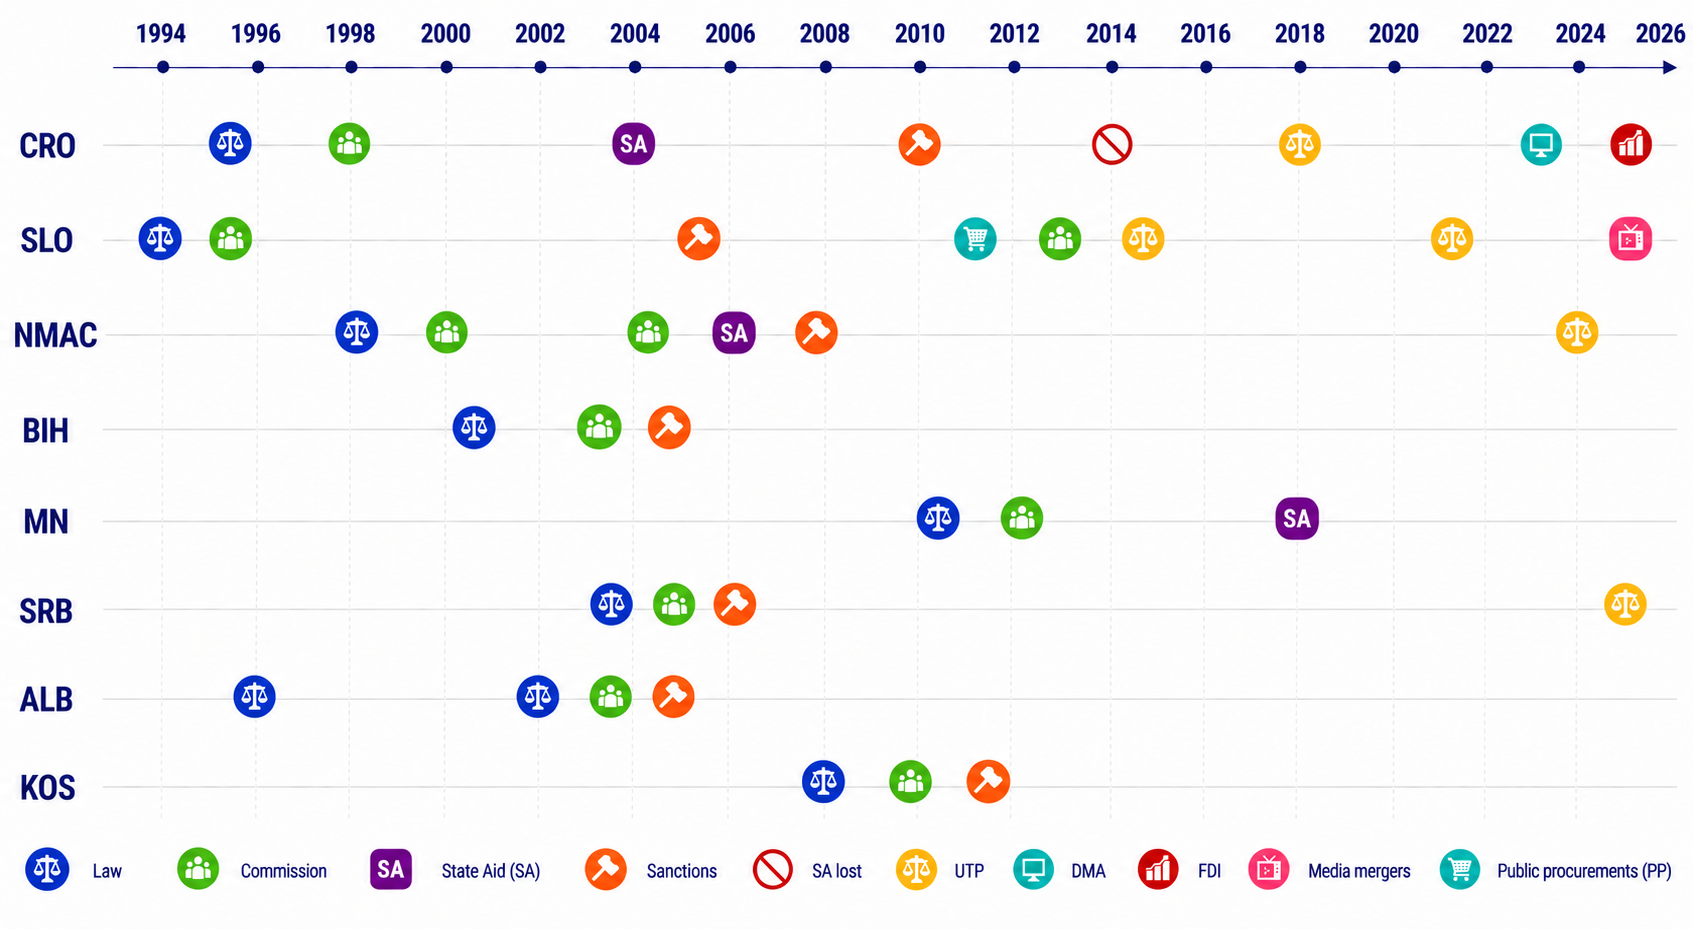 1994 1996 1998 2000 2002 2004 2006 2008 2010 2012 2014 2016 2018 2020 2022 2024 2026
CRO SA
SLO
NMAC SA
BIH
MN SA
SRB
ALB
KOS
Law Commission SA State Aid (SA) Sanctions SA lost UTP DMA FDI Media mergers Public procurements (PP)